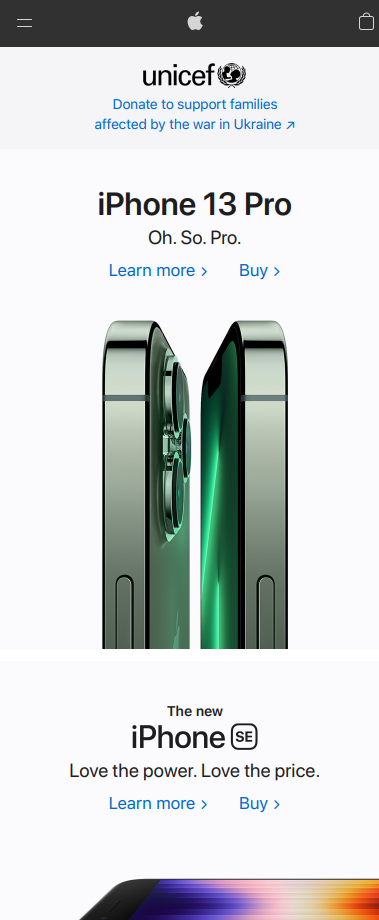 unicef
Donate to support families
affected by the war in Ukraine ↗
iPhone 13 Pro
Oh. So. Pro.
Learn more > Buy >
The new
iPhone SE
Love the power. Love the price.
Learn more > Buy >